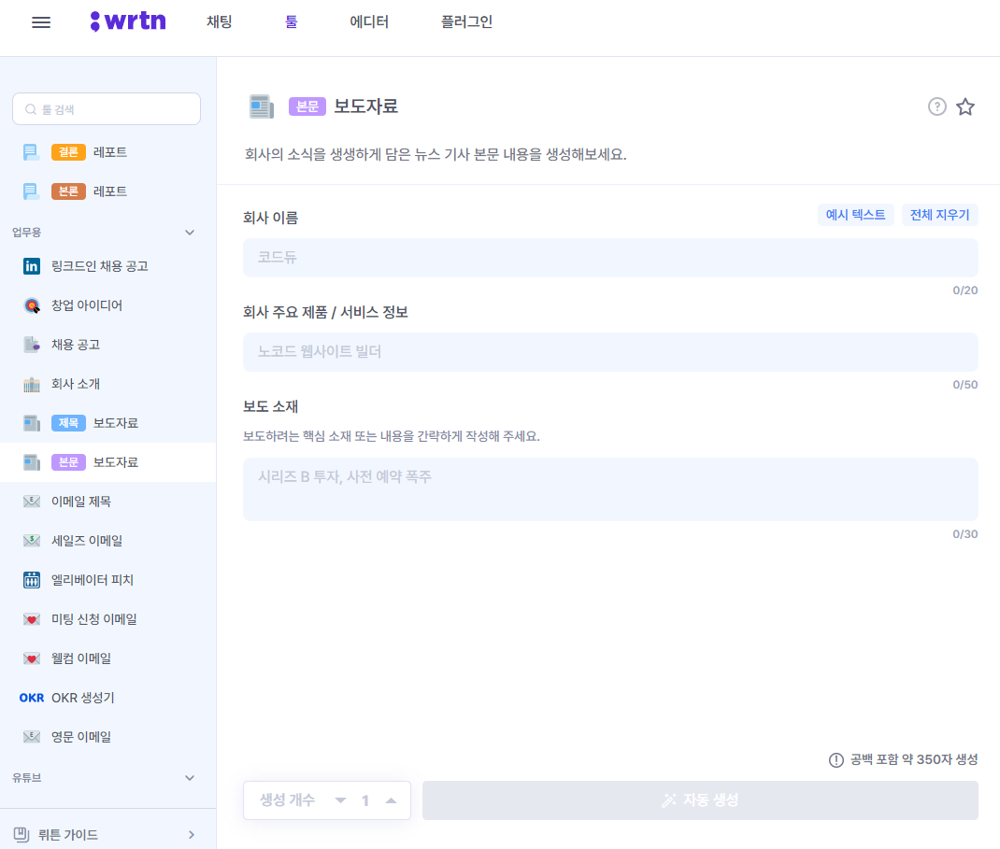 wrtn
채팅
툴
에디터
플러그인
툴 검색
결론 레포트
본론 레포트
업무용
in 링크드인 채용 공고
창업 아이디어
채용 공고
회사 소개
제목 보도자료
본문 보도자료
이메일 제목
세일즈 이메일
엘리베이터 피치
미팅 신청 이메일
웰컴 이메일
OKR OKR 생성기
영문 이메일
유튜브
뤼튼 가이드
본문 보도자료
회사의 소식을 생생하게 담은 뉴스 기사 본문 내용을 생성해보세요.
회사 이름
예시 텍스트
전체 지우기
코드듀
0/20
회사 주요 제품 / 서비스 정보
노코드 웹사이트 빌더
0/50
보도 소재
보도하려는 핵심 소재 또는 내용을 간략하게 작성해 주세요.
시리즈 B 투자, 사전 예약 폭주
0/30
공백 포함 약 350자 생성
생성 개수 1
자동 생성